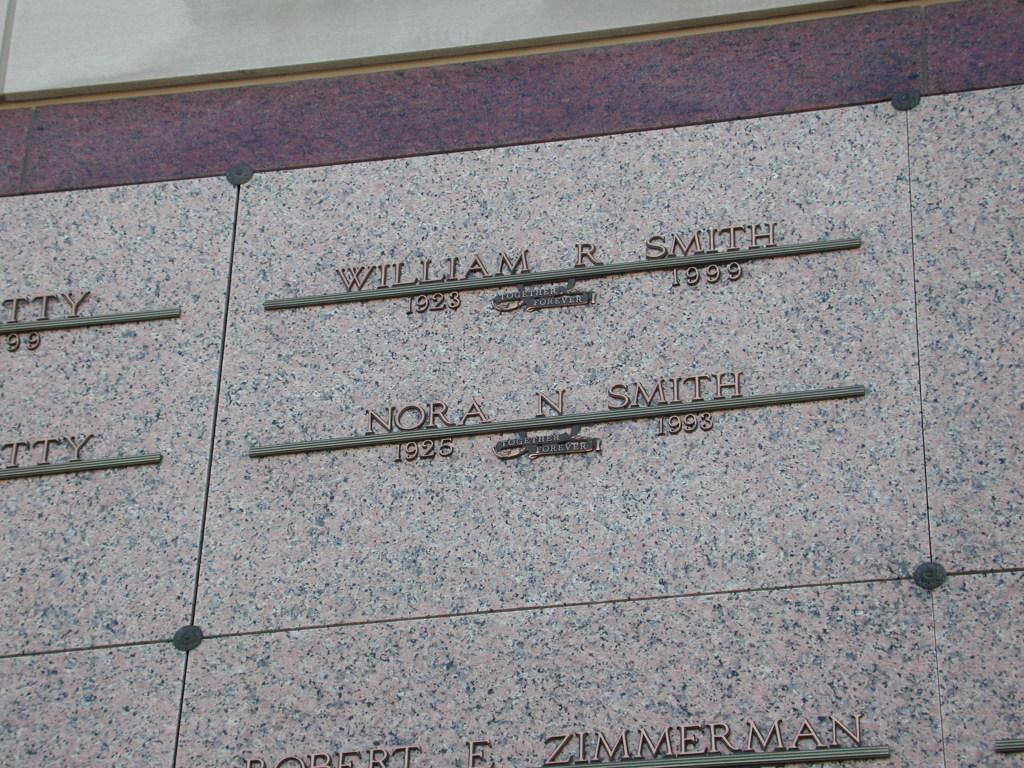 WILLIAM R SMITH
1923 1999
TOGETHER
FOREVER
NORA N SMITH
1925 1993
TOGETHER
FOREVER
TTY
99
TTY
ROBERT E ZIMMERMAN